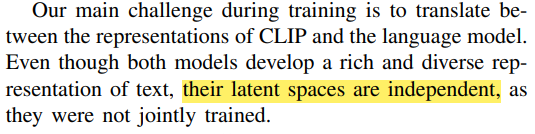 Our main challenge during training is to translate be-
tween the representations of CLIP and the language model.
Even though both models develop a rich and diverse rep-
resentation of text, their latent spaces are independent, as
they were not jointly trained.